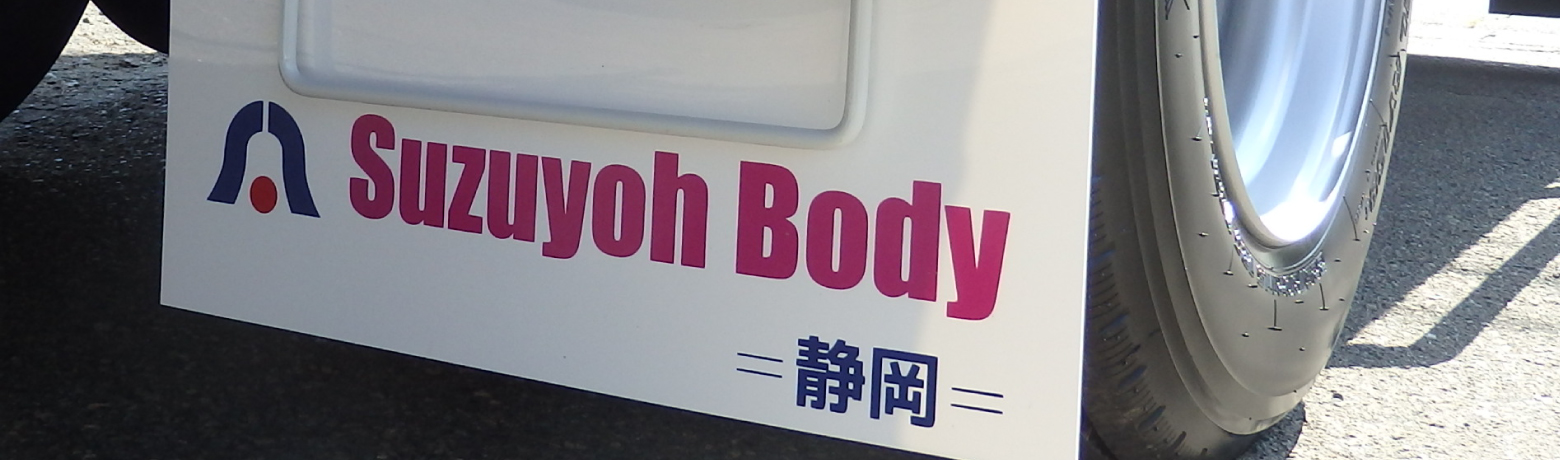 Suzuyoh Body
=静岡=